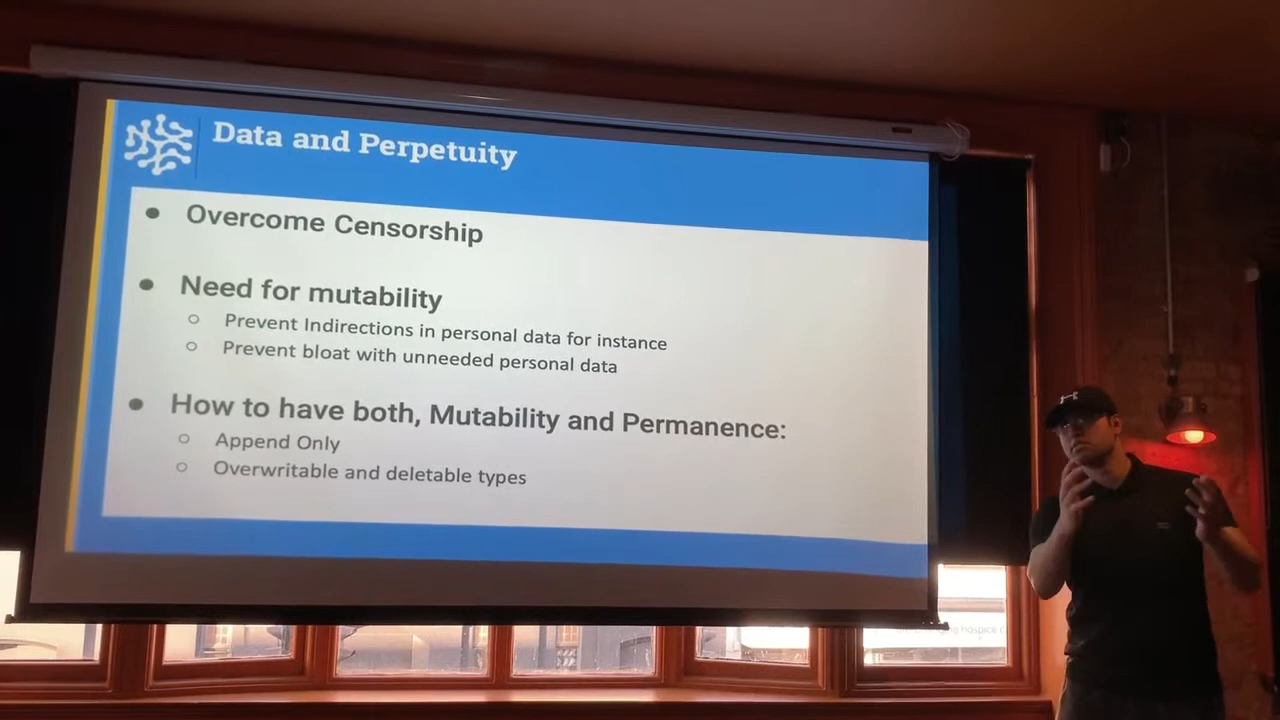 Data and Perpetuity
Overcome Censorship
Need for mutability
Prevent Indirections in personal data for instance
Prevent bloat with unneeded personal data
How to have both, Mutability and Permanence:
Append Only
Overwritable and deletable types
hospice